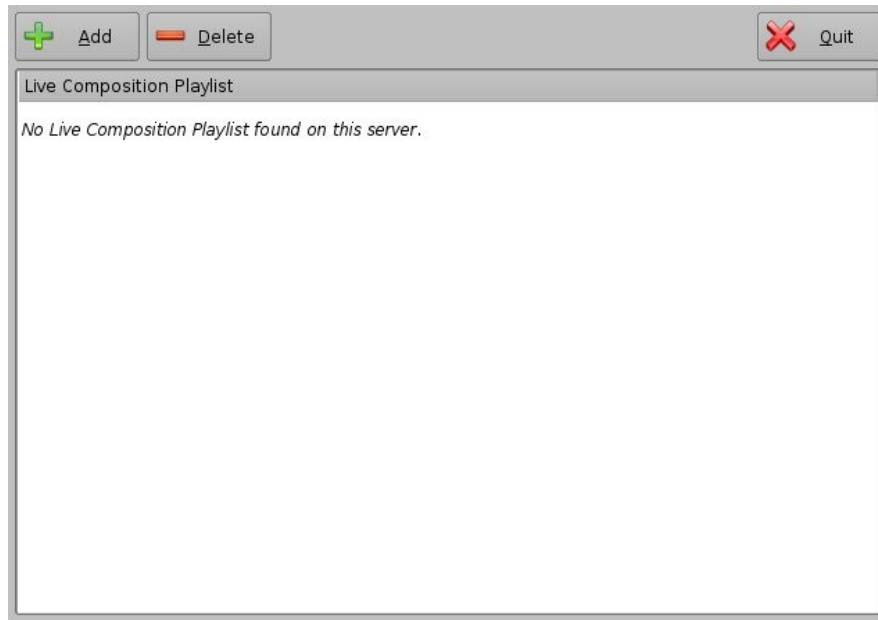 Add Delete Quit
Live Composition Playlist
No Live Composition Playlist found on this server.